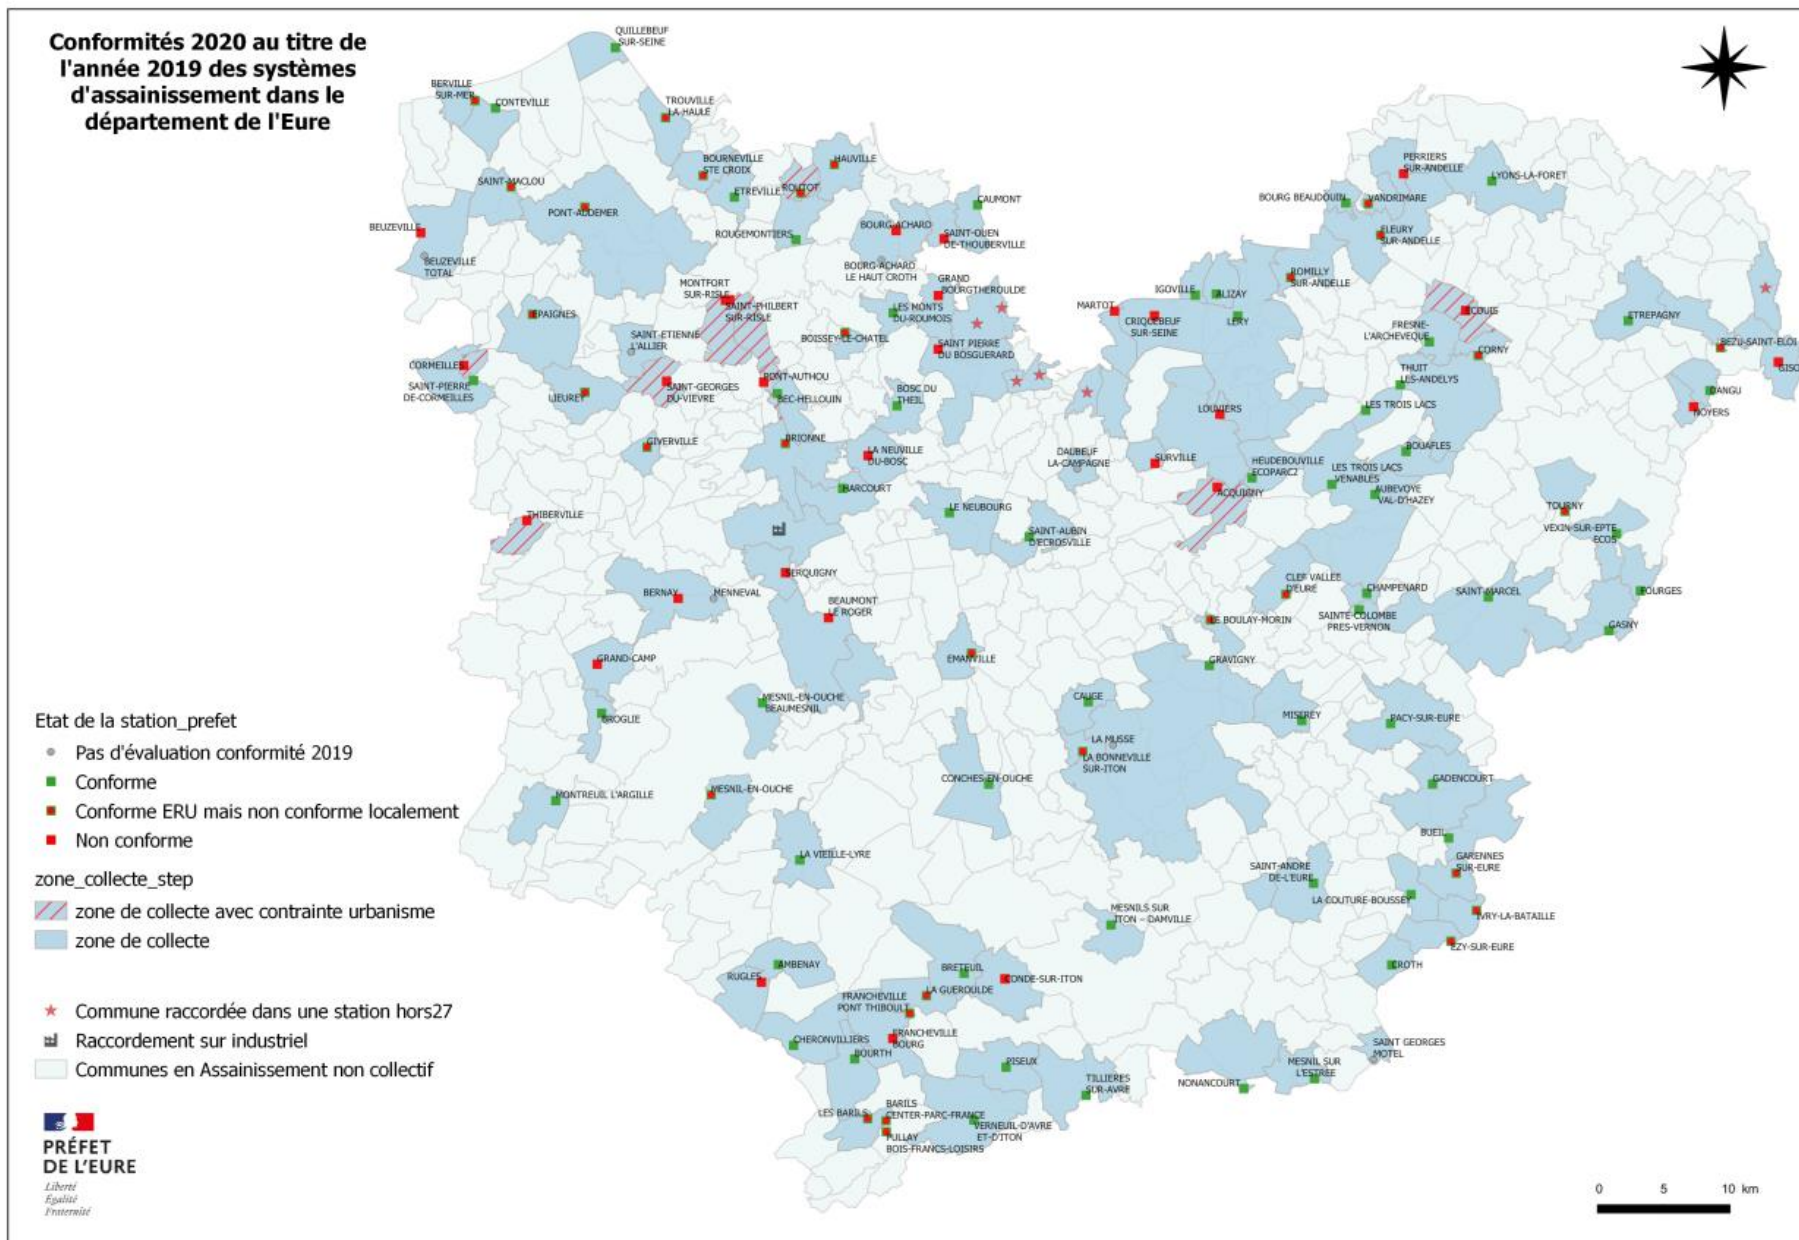 Conformités 2020 au titre de
l'année 2019 des systèmes
d'assainissement dans le
département de l'Eure
QUILLEBEUF
SUR-SEINE
BERVILLE
SUR-MER
CONTEVILLE
TROUVILLE
LA-HAULE
BOURNEVILLE
STE CROIX
HAUVILLE
SAINT-MACLOU
ETREVILLE
ROUTOT
CAUMONT
PONT-AUDEMER
BEUZEVILLE
ROUGEMONTIERS
BOURG-ACHARD
SAINT-OUEN
DE-THOUBERVILLE
BEUZEVILLE
TOTAL
BOURG-ACHARD
LE HAUT CROTH
PERRIERS
SUR-ANDELLE
LYONS-LA-FORET
BOURG BEAUDOUIN
VANDRIMARE
FLEURY
SUR-ANDELLE
MONTFORT
SUR-RISLE
SAINT-PHILBERT
SUR-RISLE
GRAND
BOURGTHEROULDE
LES MONTS
DU-ROUMOIS
EPAIGNES
SAINT-ETIENNE
L'ALLIER
BOISSEY-LE-CHATEL
SAINT PIERRE
DU BOSGUERARD
MARTOT
IGOVILLE
ALIZAY
ROMILLY
SUR-ANDELLE
CRIQUEBEUF
SUR-SEINE
LERY
ECOUIS
FRESNE-
L'ARCHEVEQUE
CORNY
ETREPAGNY
BEZU-SAINT-ELOI
GISO
CORMEILLES
SAINT-PIERRE
DE-CORMEILLES
LIEUREY
SAINT-GEORGES
DU-VIEVRE
PONT-AUTHOU
BEC-HELLOUIN
BOSC DU
THEIL
THUIT
LES-ANDELYS
DANGU
NOYERS
LOUVIERS
LES TROIS LACS
GIVERVILLE
BRIONNE
LA NEUVILLE
DU-BOSC
DAUBEUF
LA-CAMPAGNE
SURVILLE
HEUDEBOUVILLE
ECOPARC2
BOUAFLES
LES TROIS LACS
VENABLES
AUBEVOYE
VAL-D'HAZEY
HARCOURT
ACQUIGNY
LE NEUBOURG
THIBERVILLE
SAINT-AUBIN
D'ECROSVILLE
TOURNY
VEXIN-SUR-EPTE
ECOS
SERQUIGNY
BERNAY
MENNEVAL
BEAUMONT
LE ROGER
CLEF VALLEE
D'EURE
CHAMPENARD
SAINTE-COLOMBE
PRES-VERNON
SAINT-MARCEL
FOURGES
GASNY
LE BOULAY-MORIN
EMANVILLE
GRAVIGNY
GRAND-CAMP
BROGLIE
MESNIL-EN-OUCHE
BEAUMESNIL
CAUGE
MISEREY
PACY-SUR-EURE
LA MUSSE
LA BONNEVILLE
SUR-ITON
MONTREUIL L'ARGILLE
MESNIL-EN-OUCHE
CONCHES-EN-OUCHE
GADENCOURT
LA VIEILLE-LYRE
BUEIL
GARENNES
SUR-EURE
SAINT-ANDRE
DE-L'EURE
LA COUTURE-BOUSSEY
IVRY-LA-BATAILLE
MESNILS SUR
ITON – DAMVILLE
EZY-SUR-EURE
CROTH
AMBENAY
RUGLES
BRETEUIL
CONDE-SUR-ITON
LA GUEROULDE
FRANCHEVILLE
PONT THIBOULT
FRANCHEVILLE
BOURG
CHERONVILLIERS
BOURTH
PISEUX
TILLIERES
SUR-AVRE
NONANCOURT
MESNIL SUR
L'ESTREE
SAINT GEORGES
MOTEL
LES BARILS
BARILS
CENTER-PARC-FRANCE
PULLAY
BOIS-FRANCS-LOISIRS
VERNEUIL-D'AVRE
ET-D'ITON
Etat de la station_prefet
Pas d'évaluation conformité 2019
Conforme
Conforme ERU mais non conforme localement
Non conforme
zone_collecte_step
zone de collecte avec contrainte urbanisme
zone de collecte
Commune raccordée dans une station hors27
Raccordement sur industriel
Communes en Assainissement non collectif
PRÉFET
DE L'EURE
Liberté
Égalité
Fraternité
0 5 10 km